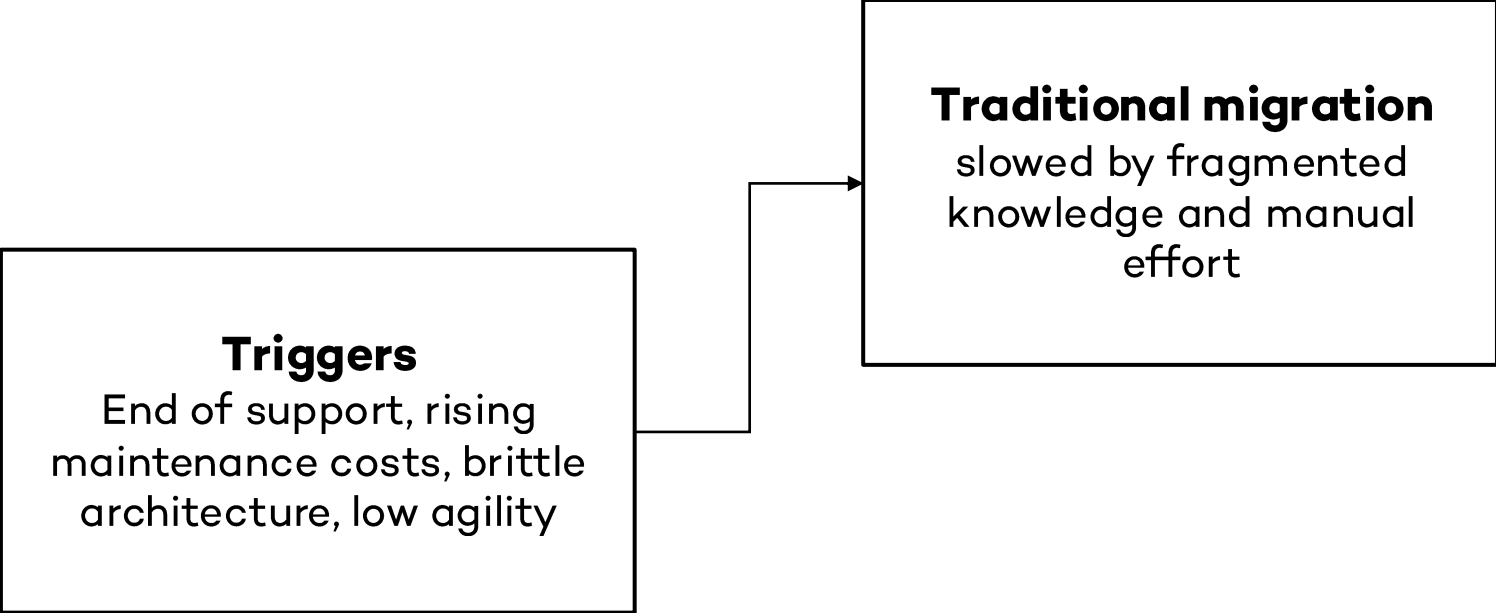 Traditional migration
slowed by fragmented
knowledge and manual
effort
Triggers
End of support, rising
maintenance costs, brittle
architecture, low agility